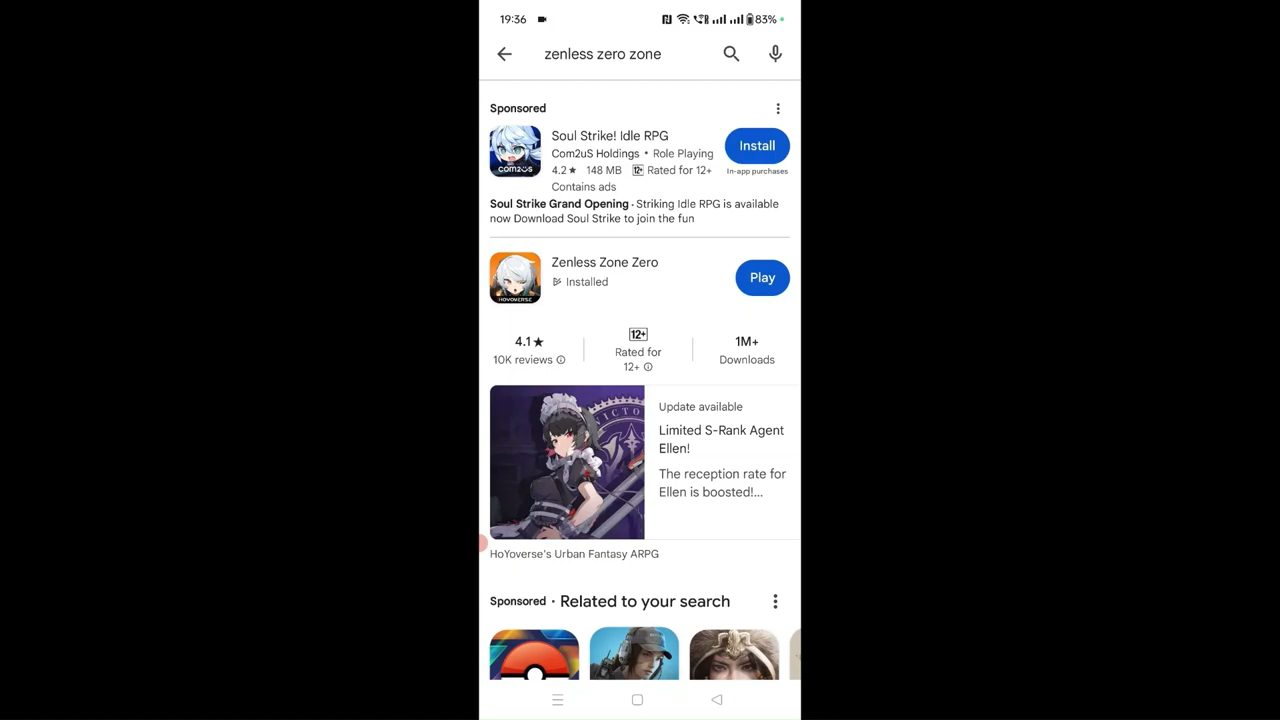 19:36 83%
zenless zero zone
Sponsored
Soul Strike! Idle RPG
Com2uS Holdings • Role Playing
4.2★ 148 MB 12+ Rated for 12+
Contains ads
Install
In-app purchases
COM2US
Soul Strike Grand Opening · Striking Idle RPG is available
now Download Soul Strike to join the fun
Zenless Zone Zero
Installed
Play
HOYOVERSE
4.1★
10K reviews
12+
Rated for
12+
1M+
Downloads
VICTO
Update available
Limited S-Rank Agent
Ellen!
The reception rate for
Ellen is boosted!...
HoYoverse's Urban Fantasy ARPG
Sponsored · Related to your search